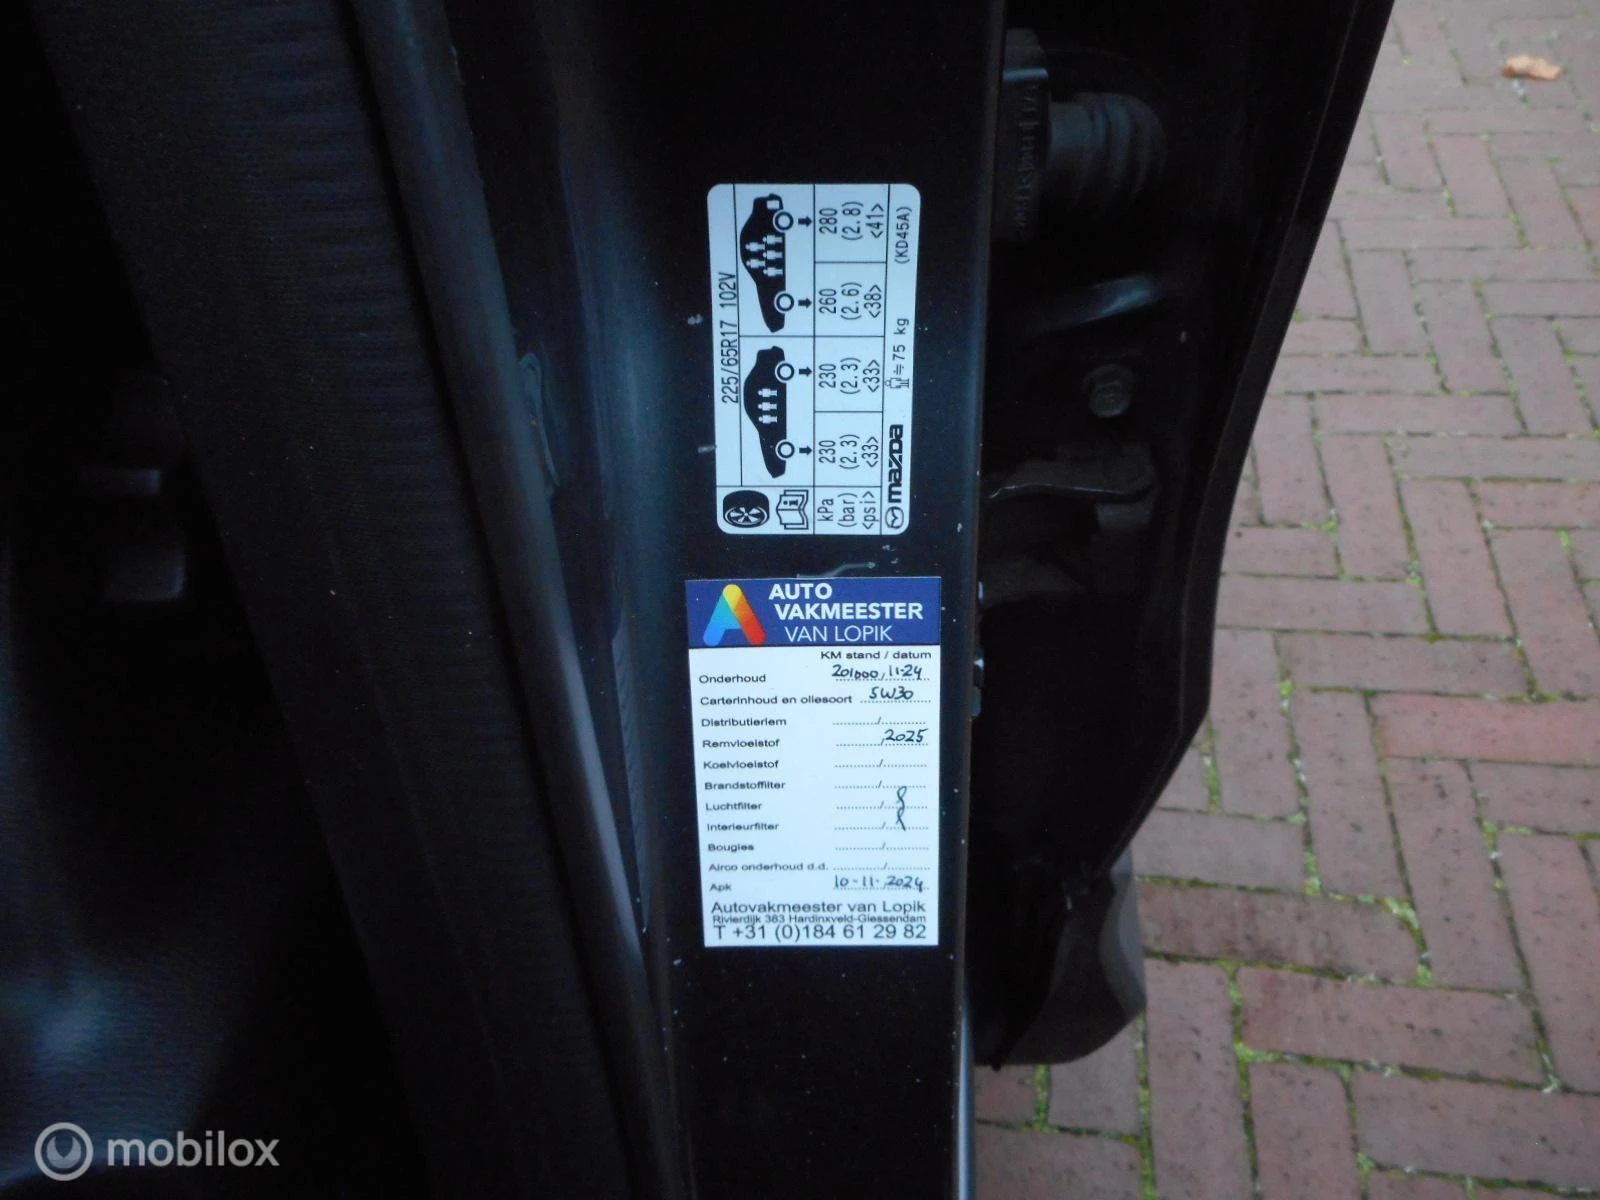 225/65R17 102V
kPa 230 230 260 280
(bar) (2.3) (2.3) (2.6) (2.8)
<psi> <33> <33> <38> <41>
mazda ≒75 kg (KD45A)
AUTO
VAKMEESTER
VAN LOPIK
KM stand / datum
Onderhoud 201000, 11-24
Carterinhoud en oliesoort 5W30
Distributieriem ......../........
Remvloeistof ........, 2025
Koelvloeistof ......../........
Brandstoffilter ......../........
Luchtfilter ......../........
Interieurfilter ......../........
Bougies ......../........
Airco onderhoud d.d. ......../........
Apk 10-11-2024
Autovakmeester van Lopik
Rivierdijk 383 Hardinxveld-Giessendam
T +31 (0)184 61 29 82
mobilox